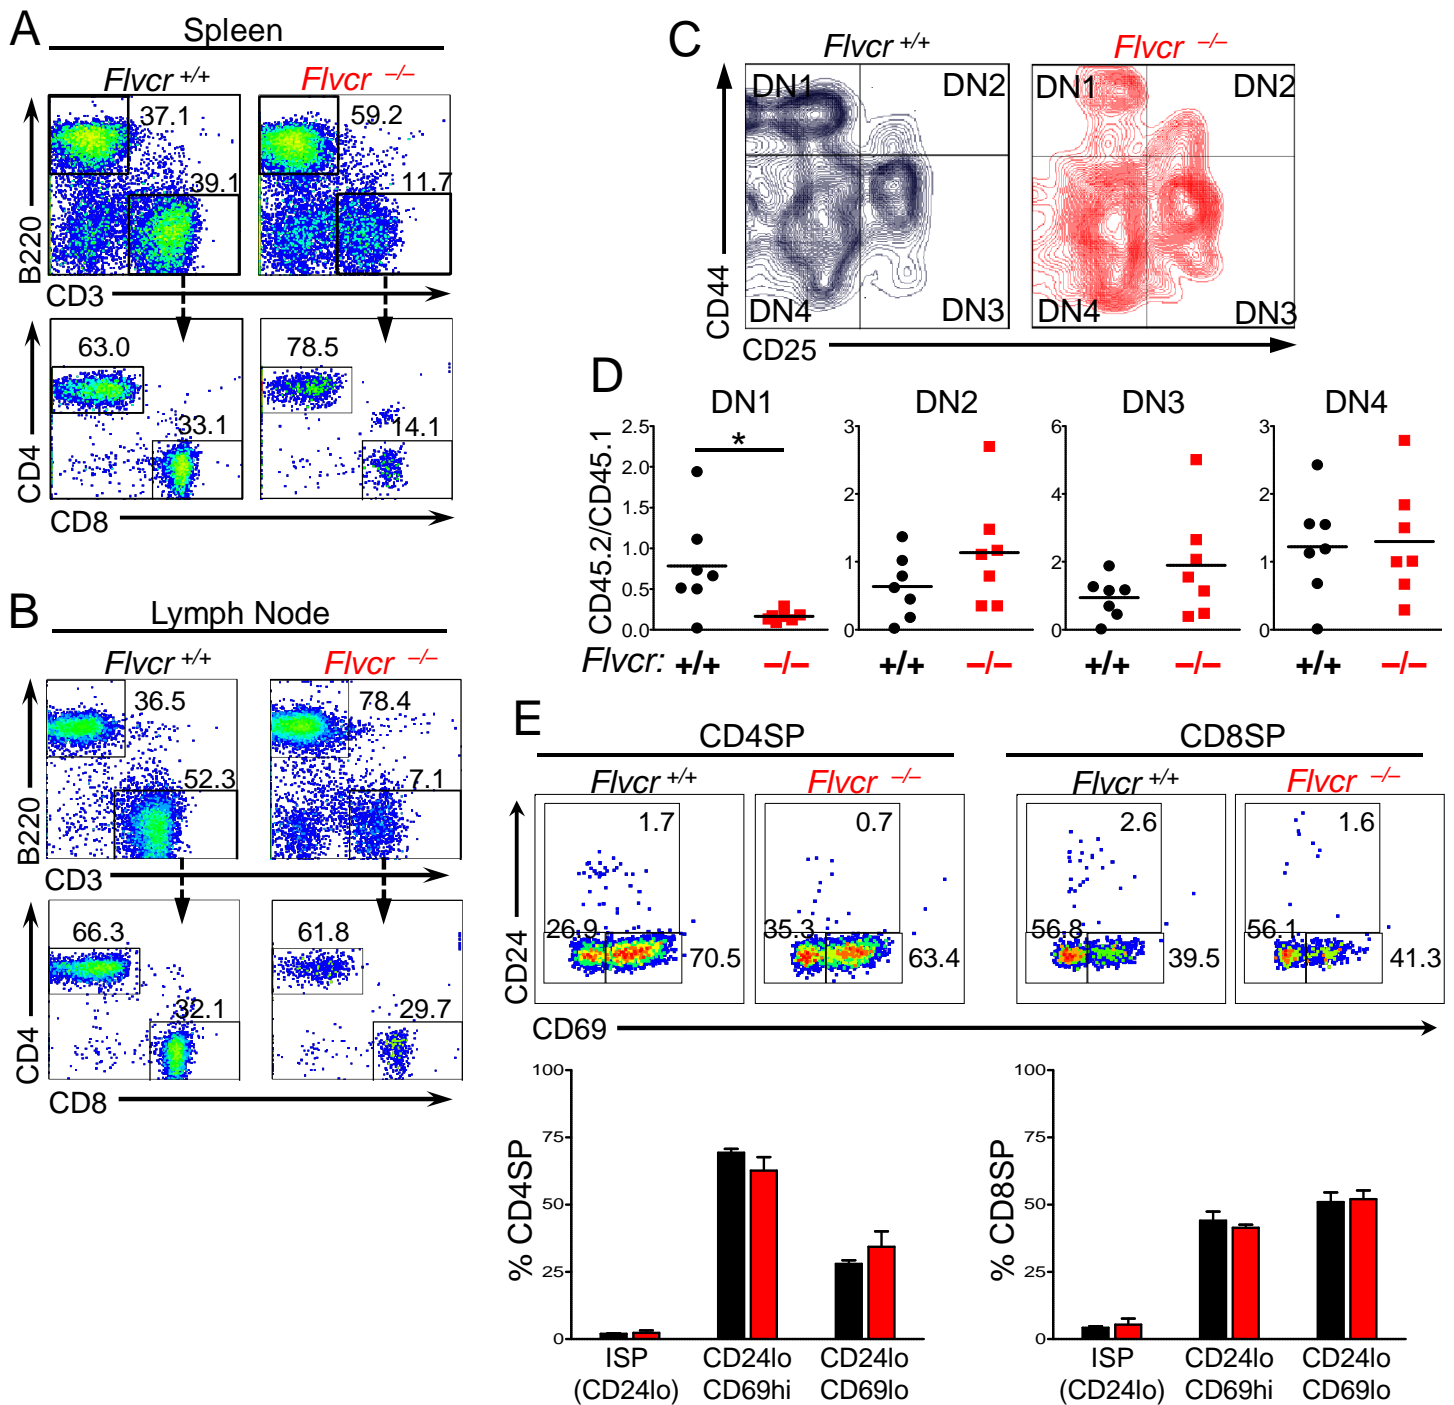 A
Spleen
Flvcr +/+
Flvcr –/–
37.1
59.2
39.1
11.7
B220
CD3
63.0
78.5
33.1
14.1
CD4
CD8
B
Lymph Node
Flvcr +/+
Flvcr –/–
36.5
78.4
52.3
7.1
B220
CD3
66.3
61.8
32.1
29.7
CD4
CD8
C
Flvcr +/+
Flvcr –/–
DN1
DN2
DN1
DN2
DN4
DN3
DN4
DN3
CD44
CD25
D
DN1
DN2
DN3
DN4
CD45.2/CD45.1
2.5
2.0
1.5
1.0
0.5
0.0
*
3
2
1
0
6
4
2
0
3
2
1
0
Flvcr: +/+ –/– +/+ –/– +/+ –/– +/+ –/–
E
CD4SP
CD8SP
Flvcr +/+
Flvcr –/–
Flvcr +/+
Flvcr –/–
1.7
0.7
2.6
1.6
26.9
35.3
56.8
56.1
70.5
63.4
39.5
41.3
CD24
CD69
% CD4SP
100
75
50
25
0
ISP
(CD24lo)
CD24lo
CD69hi
CD24lo
CD69lo
% CD8SP
100
75
50
25
0
ISP
(CD24lo)
CD24lo
CD69hi
CD24lo
CD69lo